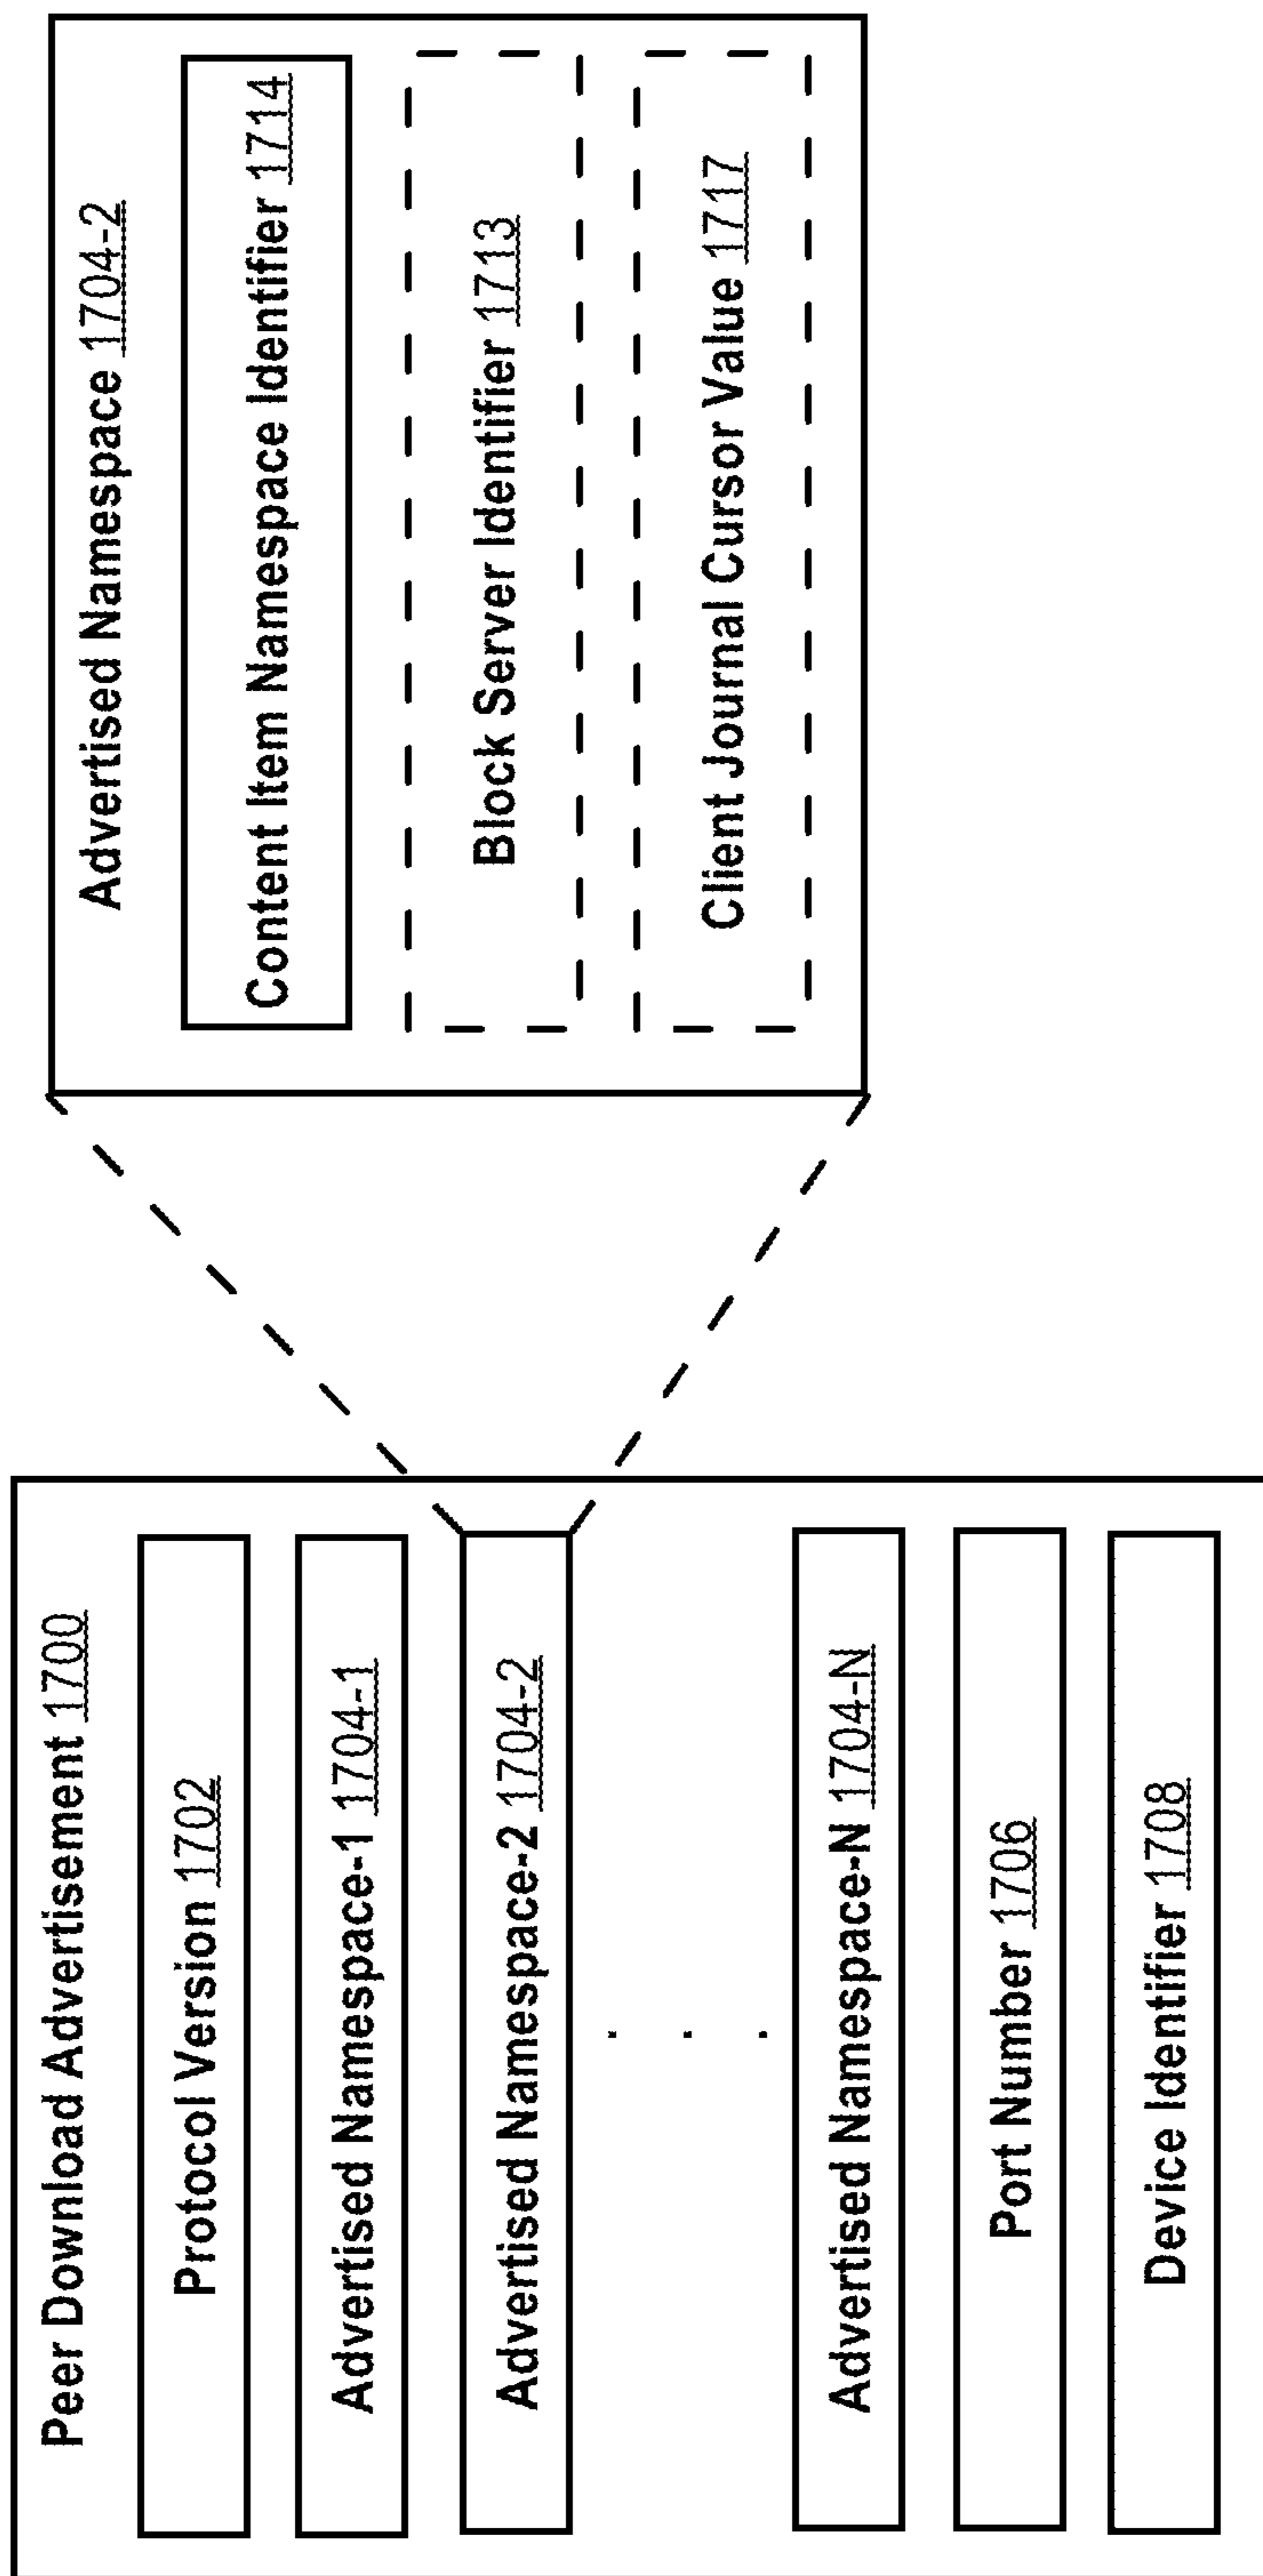 Peer Download Advertisement 1700
Protocol Version 1702
Advertised Namespace-1 1704-1
Advertised Namespace-2 1704-2
. . .
Advertised Namespace-N 1704-N
Port Number 1706
Device Identifier 1708
Advertised Namespace 1704-2
Content Item Namespace Identifier 1714
Block Server Identifier 1713
Client Journal Cursor Value 1717